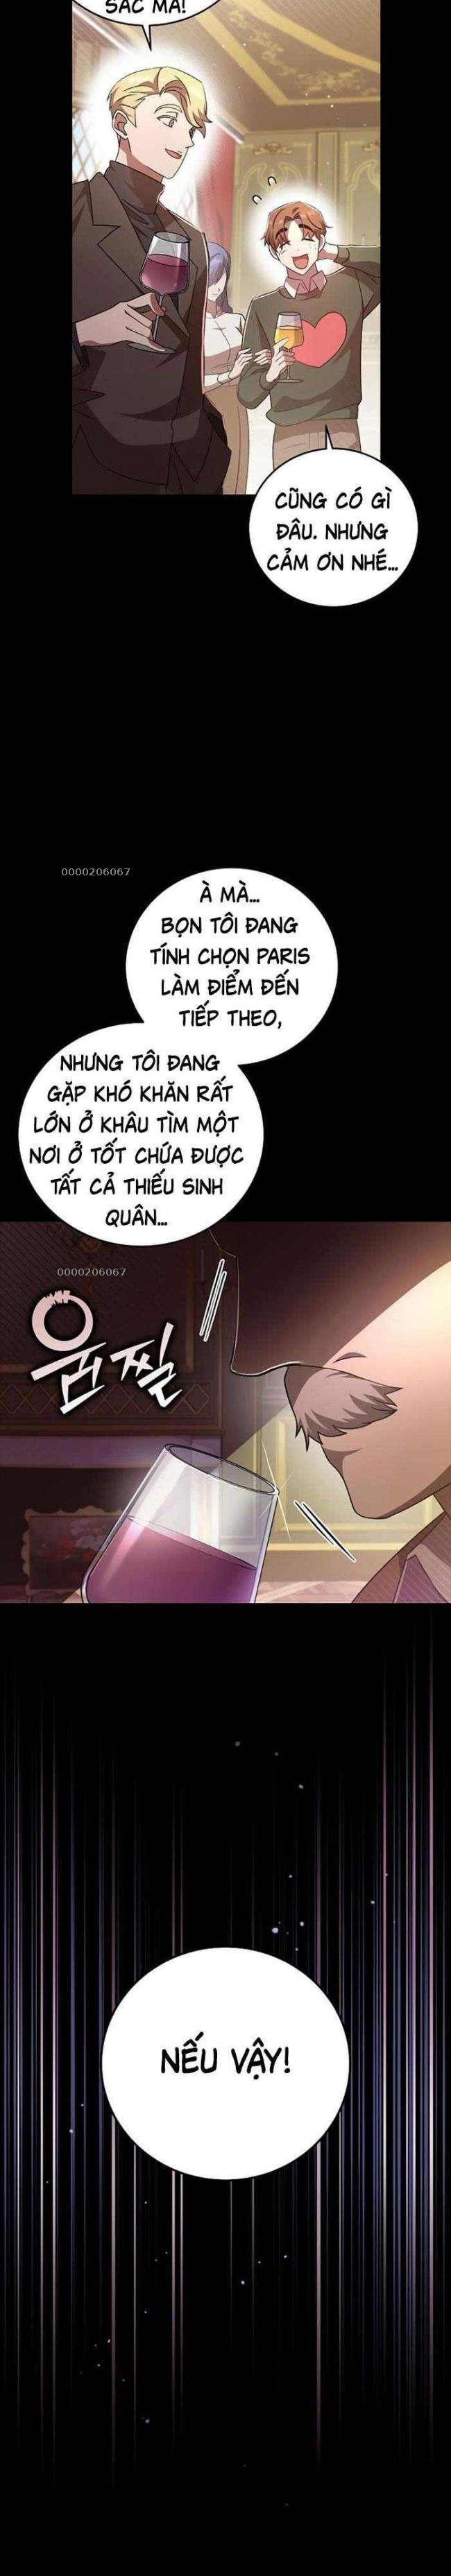 SẮC MÀ!
CŨNG CÓ GÌ
ĐÂU. NHƯNG
CẢM ƠN NHÉ...
0000206067
À MÀ...
BỌN TÔI ĐANG
TÍNH CHỌN PARIS
LÀM ĐIỂM ĐẾN
TIẾP THEO,
NHƯNG TÔI ĐANG
GẶP KHÓ KHĂN RẤT
LỚN Ở KHÂU TÌM MỘT
NƠI Ở TỐT CHỨA ĐƯỢC
TẤT CẢ THIẾU SINH
QUÂN...
0000206067
움찔
NẾU VẬY!